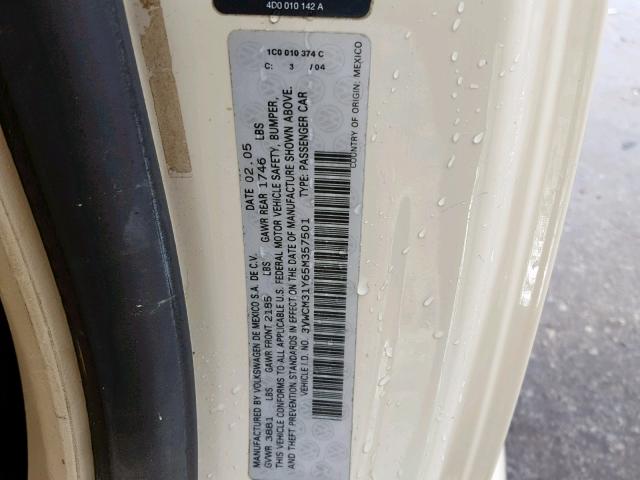 4D0 010 142 A
1C0 010 374 C
C: 3 /04
MANUFACTURED BY VOLKSWAGEN DE MEXICO S.A. DE C.V. DATE 02.05
GVWR 3881 LBS GAWR FRONT 2185 LBS GAWR REAR 1746 LBS
THIS VEHICLE CONFORMS TO ALL APPLICABLE U.S. FEDERAL MOTOR VEHICLE SAFETY, BUMPER,
AND THEFT PREVENTION STANDARDS IN EFFECT ON THE DATE OF MANUFACTURE SHOWN ABOVE.
VEHICLE I.D. NO. 3VWCM31Y65M357501 TYPE: PASSENGER CAR
COUNTRY OF ORIGIN: MEXICO